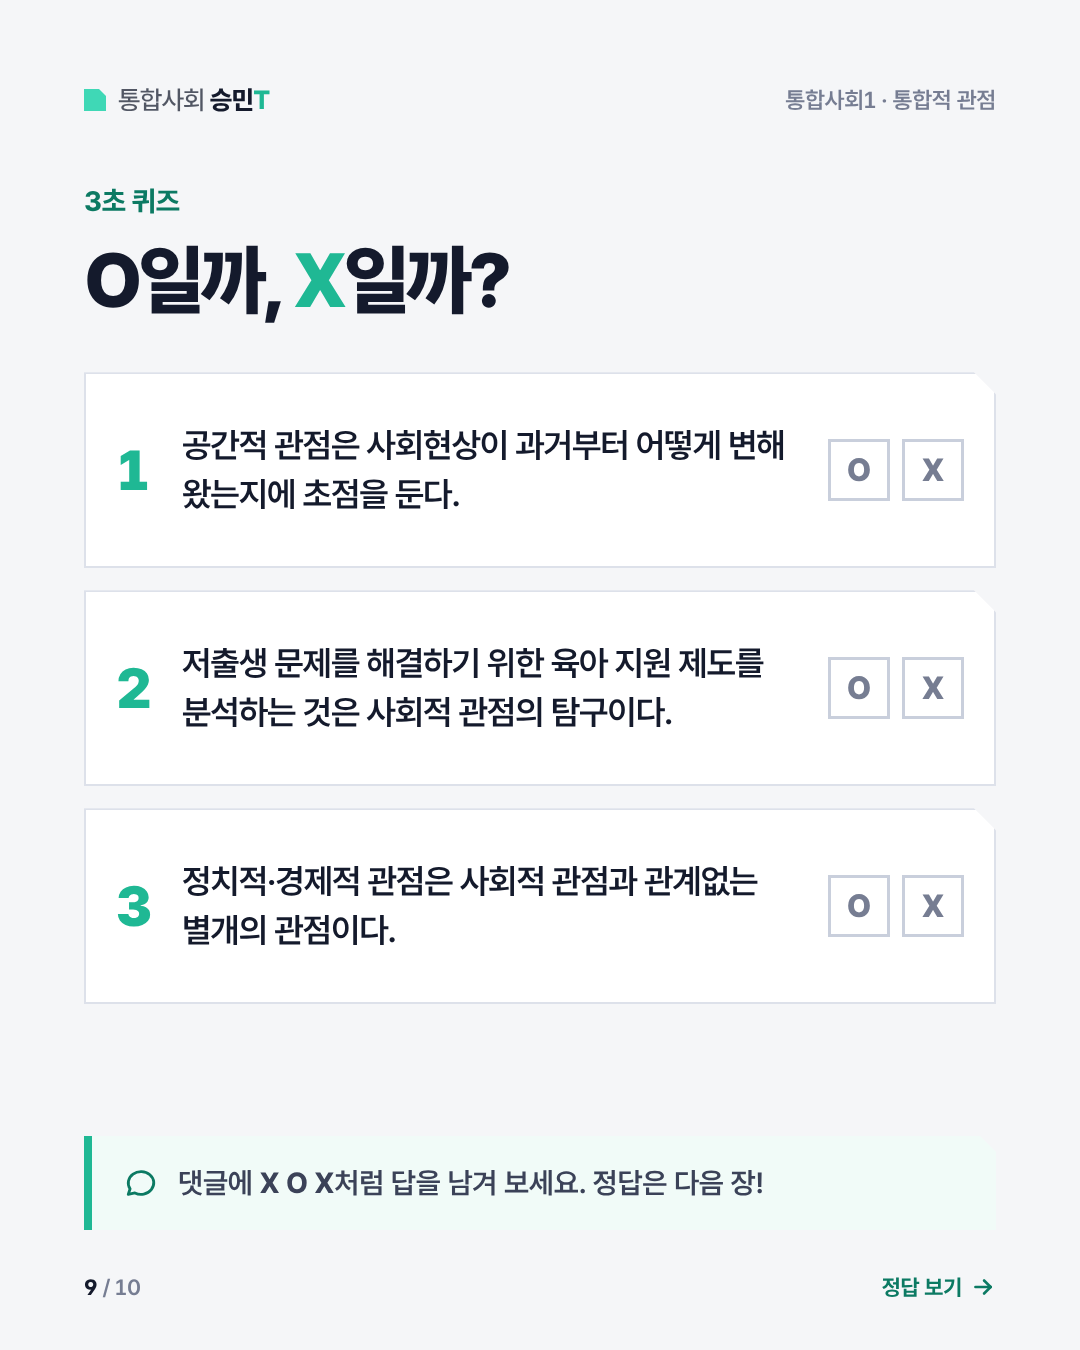 통합사회 승민T
통합사회1 · 통합적 관점
3초 퀴즈
O일까, X일까?
1
공간적 관점은 사회현상이 과거부터 어떻게 변해
왔는지에 초점을 둔다.
O X
2
저출생 문제를 해결하기 위한 육아 지원 제도를
분석하는 것은 사회적 관점의 탐구이다.
O X
3
정치적·경제적 관점은 사회적 관점과 관계없는
별개의 관점이다.
O X
댓글에 X O X처럼 답을 남겨 보세요. 정답은 다음 장!
9 / 10
정답 보기 →